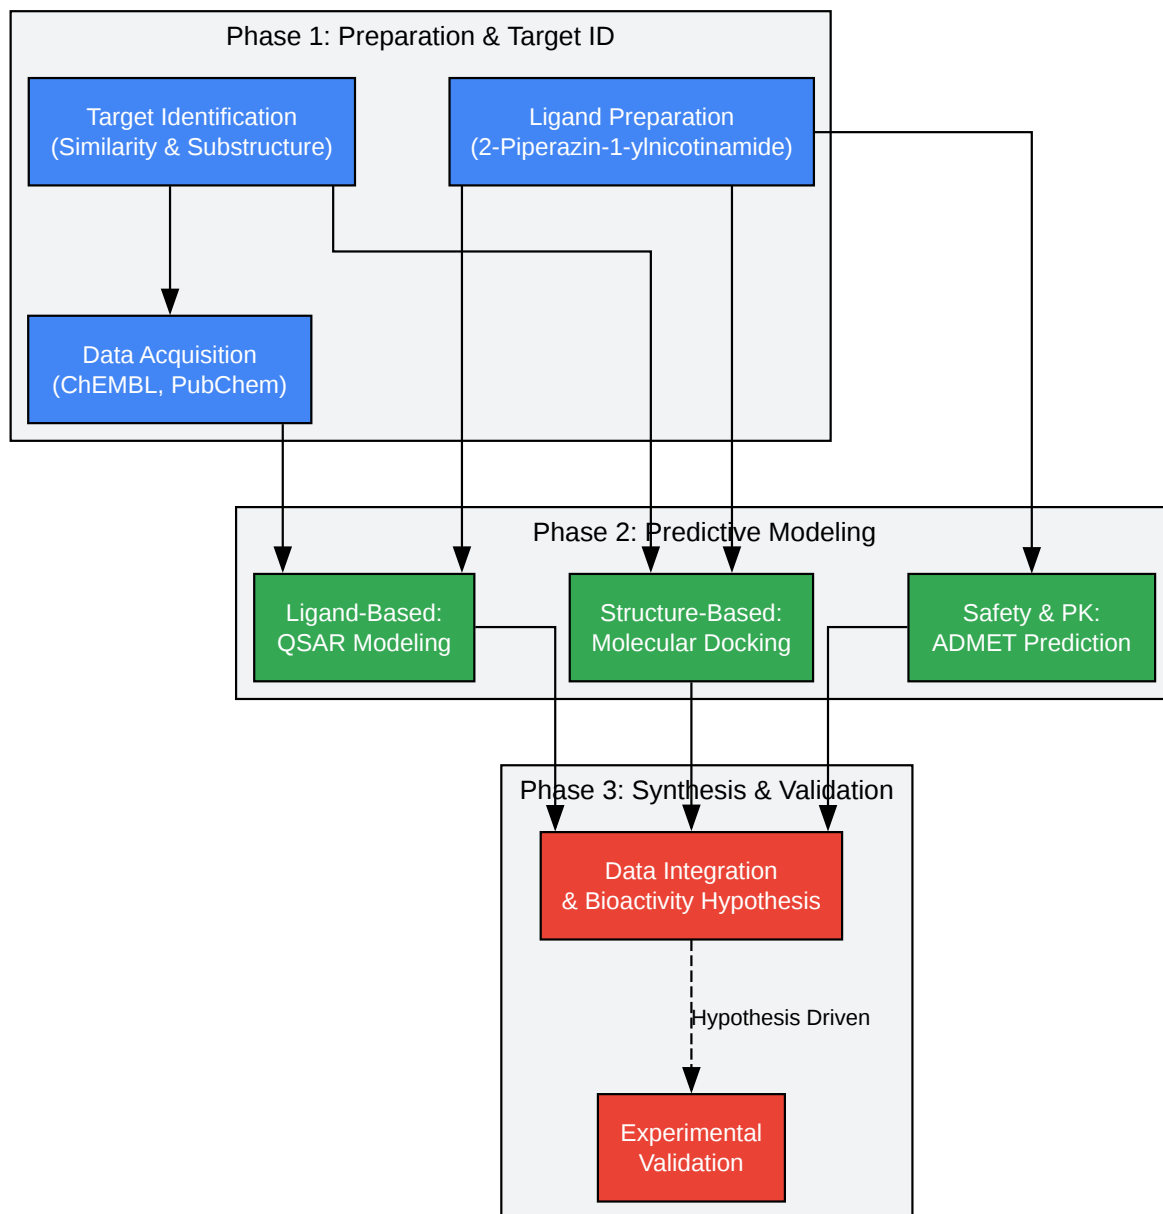 Phase 1: Preparation & Target ID
Target Identification
(Similarity & Substructure)
Ligand Preparation
(2-Piperazin-1-ylnicotinamide)
Data Acquisition
(ChEMBL, PubChem)
Phase 2: Predictive Modeling
Ligand-Based:
QSAR Modeling
Structure-Based:
Molecular Docking
Safety & PK:
ADMET Prediction
Phase 3: Synthesis & Validation
Data Integration
& Bioactivity Hypothesis
Hypothesis Driven
Experimental
Validation